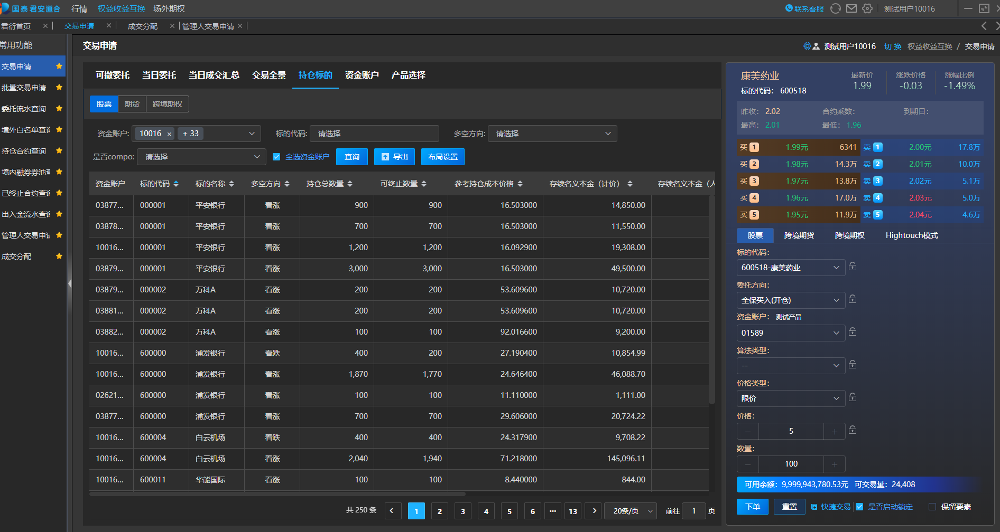 国泰君安道合 行情 权益收益互换 场外期权 联系客服 测试用户10016
君衍首页 × 交易申请 × 成交分配 × 管理人交易申请 ×
常用功能
交易申请
批量交易申请
委托流水查询
境外白名单查询
持仓合约查询
境内融券券池查
已终止合约查询
出入金流水查询
管理人交易申请
成交分配
交易申请
测试用户10016 切 换 权益收益互换 / 交易申请
可撤委托 当日委托 当日成交汇总 交易全景 持仓标的 资金账户 产品选择
股票 期货 跨境期权
资金账户: 10016 × + 33 标的代码: 请选择 多空方向: 请选择
是否compo: 请选择 全选资金账户 查询 导出 布局设置
资金账户 标的代码 标的名称 多空方向 持仓总数量 可终止数量 参考持仓成本价格 存续名义本金（计价） 存续名义本金（人
03877... 000001 平安银行 看涨 900 900 16.503000 14,850.00
03878... 000001 平安银行 看涨 700 700 16.503000 11,550.00
10016... 000001 平安银行 看涨 1,200 1,200 16.092900 19,308.00
03879... 000001 平安银行 看涨 3,000 3,000 16.503000 49,500.00
03879... 000002 万科A 看涨 200 200 53.609600 10,720.00
03881... 000002 万科A 看涨 200 200 53.609600 10,720.00
03882... 000002 万科A 看涨 100 100 92.016600 9,200.00
10016... 600000 浦发银行 看跌 400 200 27.190400 10,854.99
10016... 600000 浦发银行 看涨 1,870 1,770 24.646400 46,088.70
02621... 600000 浦发银行 看涨 100 100 11.110000 1,111.00
03877... 600000 浦发银行 看涨 700 700 29.606000 20,724.22
10016... 600004 白云机场 看跌 400 400 24.317900 9,708.22
10016... 600004 白云机场 看涨 2,040 1,940 71.218000 145,096.11
10016... 600011 华能国际 看涨 100 100 8.440000 844.00
共 250 条 1 2 3 4 5 6 ••• 13 20条/页 前往 1 页
康美药业 最新价 涨跌价格 涨幅比例
标的代码: 600518 1.99 -0.03 -1.49%
昨收: 2.02 合约乘数: 到期日:
最高: 2.01 最低: 1.96
买 1 1.99元 6341 卖 1 2.00元 17.8万
买 2 1.98元 14.3万 卖 2 2.01元 10.0万
买 3 1.97元 13.8万 卖 3 2.02元 5.1万
买 4 1.96元 17.0万 卖 4 2.03元 5.0万
买 5 1.95元 11.9万 卖 5 2.04元 4.6万
股票 跨境期货 跨境期权 Hightouch模式
标的代码:
600518-康美药业
委托方向:
全保买入(开仓)
资金账户: 测试产品
01589
算法类型:
--
价格类型:
限价
价格:
5
数量:
100
可用余额: 9,999,943,780.53元 可交易量: 24,408
下单 重置 快捷交易 是否启动锁定 保留要素